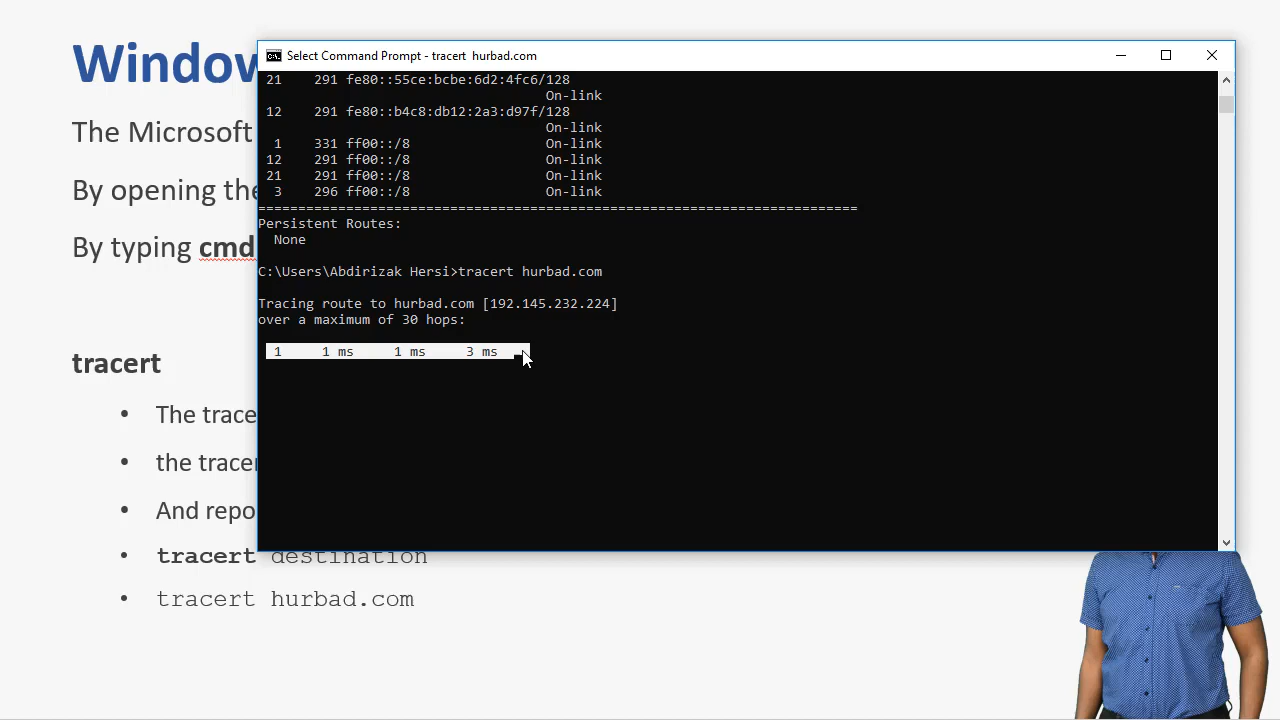 Window
Select Command Prompt - tracert  hurbad.com
The Microsoft
By opening the
By typing cmd
21    291 fe80::55ce:bcbe:6d2:4fc6/128
On-link
12    291 fe80::b4c8:db12:2a3:d97f/128
On-link
1    331 ff00::/8                 On-link
12    291 ff00::/8                 On-link
21    291 ff00::/8                 On-link
3    296 ff00::/8                 On-link
===========================================================================
Persistent Routes:
None
C:\Users\Abdirizak Hersi>tracert hurbad.com
Tracing route to hurbad.com [192.145.232.224]
over a maximum of 30 hops:
1     1 ms     1 ms     3 ms
tracert
• The trace
• the tracer
• And repo
• tracert destination
• tracert hurbad.com